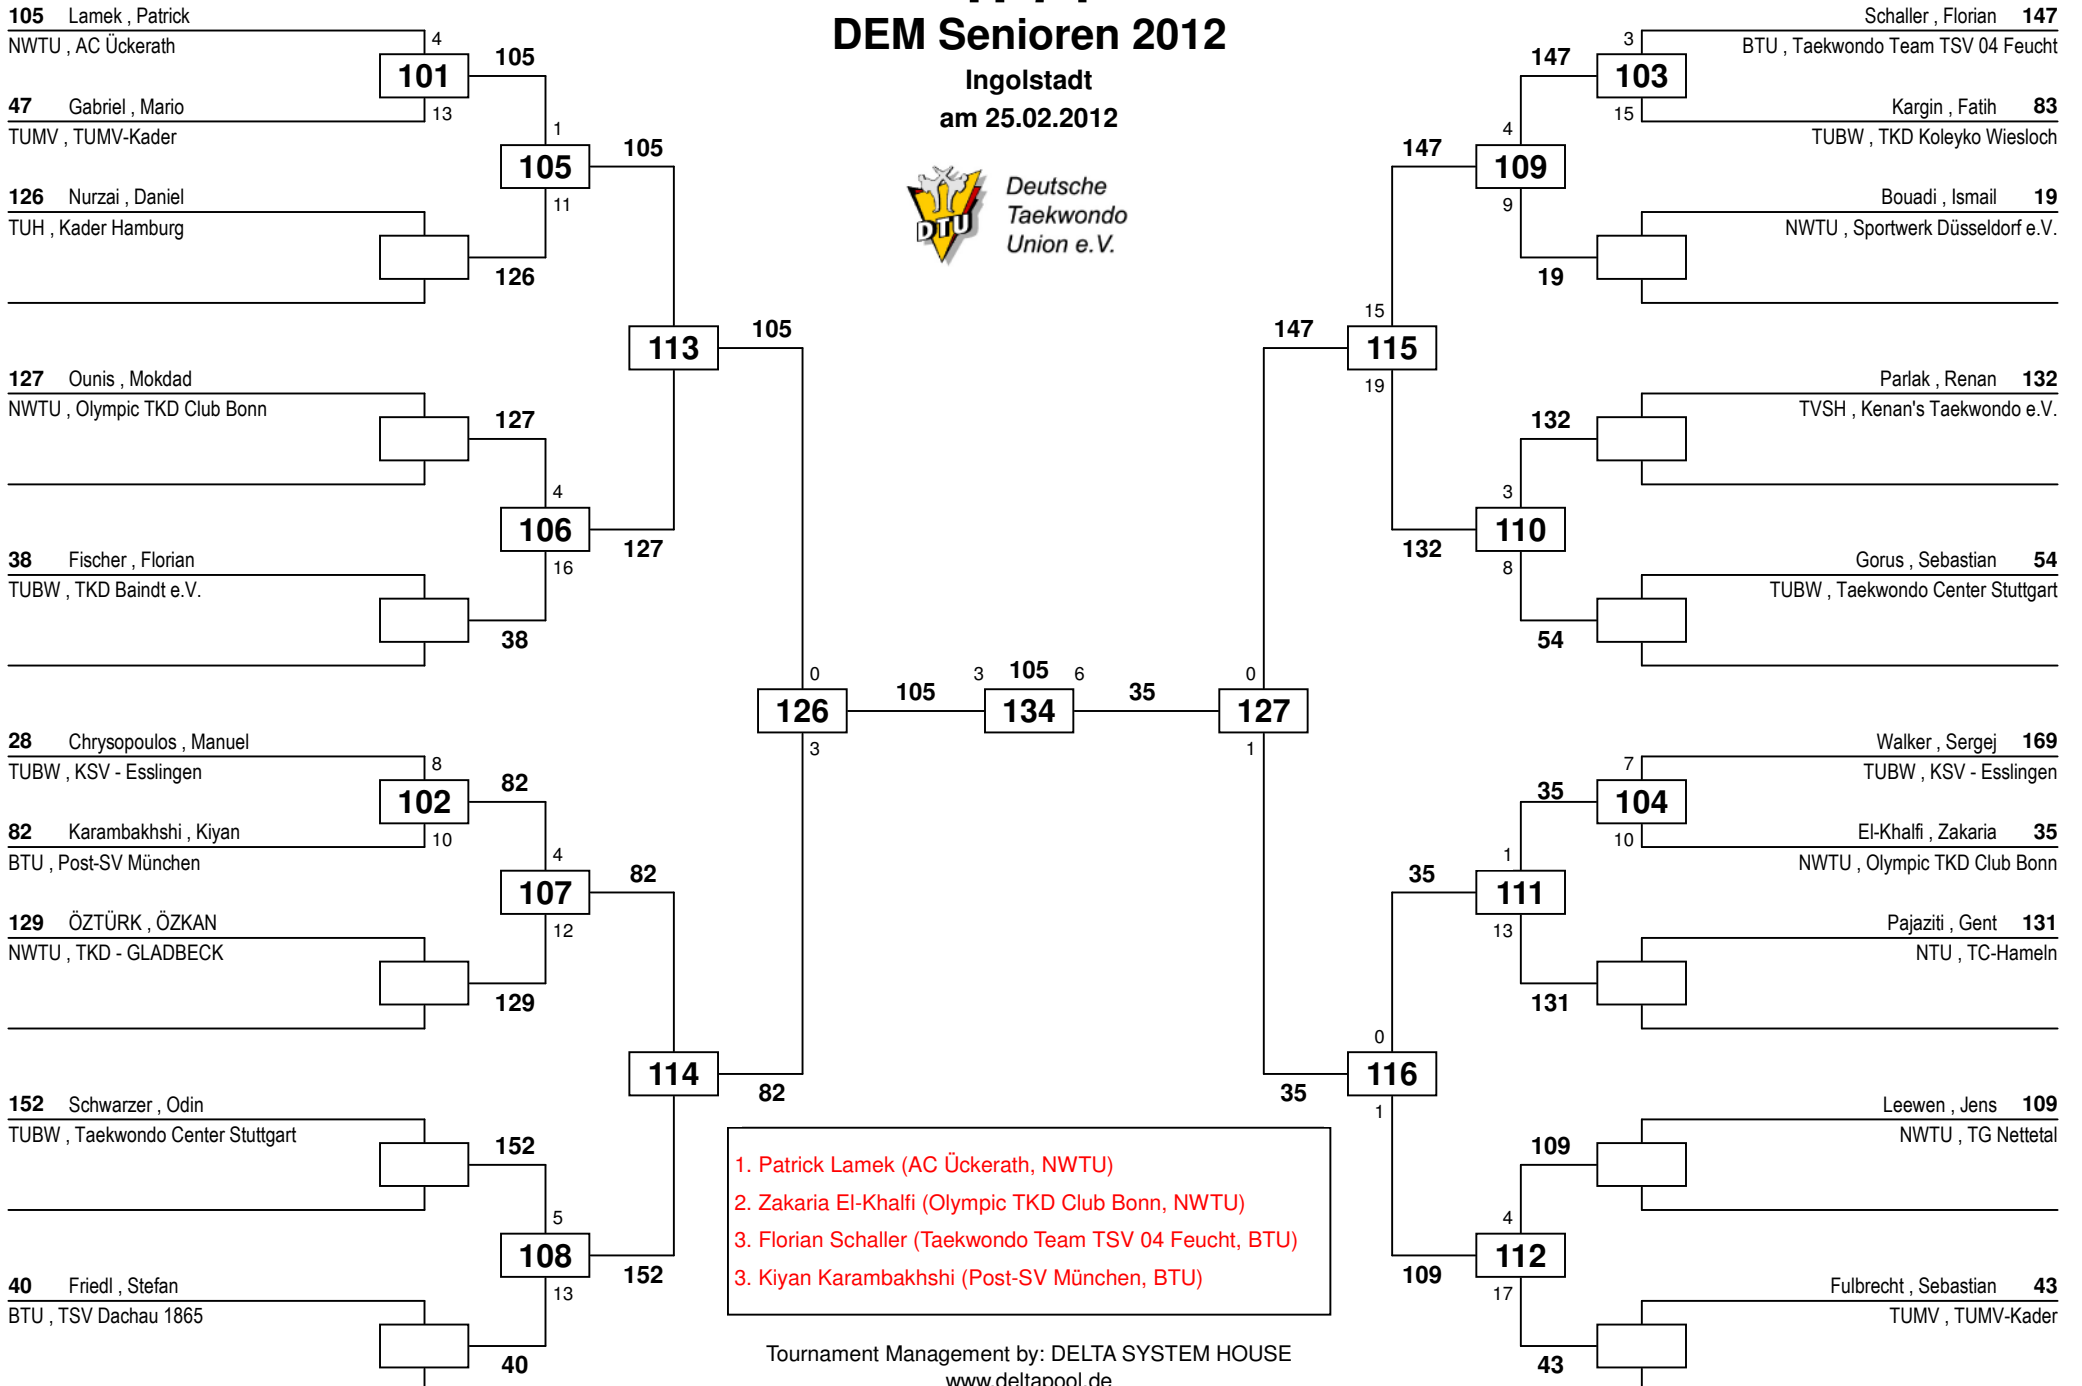 DEM Senioren 2012
Ingolstadt
am 25.02.2012
DTU
Deutsche
Taekwondo
Union e.V.
105 Lamek , Patrick
NWTU , AC Ückerath
4
101
105
47 Gabriel , Mario
13
TUMV , TUMV-Kader
1
105
105
126 Nurzai , Daniel
11
TUH , Kader Hamburg
126
113
105
127 Ounis , Mokdad
NWTU , Olympic TKD Club Bonn
127
4
106
127
38 Fischer , Florian
16
TUBW , TKD Baindt e.V.
38
0
126
105
3
28 Chrysopoulos , Manuel
TUBW , KSV - Esslingen
8
102
82
82 Karambakhshi , Kiyan
10
BTU , Post-SV München
4
107
82
129 ÖZTÜRK , ÖZKAN
12
NWTU , TKD - GLADBECK
129
114
82
152 Schwarzer , Odin
TUBW , Taekwondo Center Stuttgart
152
5
108
152
40 Friedl , Stefan
13
BTU , TSV Dachau 1865
40
3 105 6
134
35
Schaller , Florian 147
BTU , Taekwondo Team TSV 04 Feucht
3
103
147
Kargin , Fatih 83
15
TUBW , TKD Koleyko Wiesloch
4
109
147
Bouadi , Ismail 19
9
NWTU , Sportwerk Düsseldorf e.V.
19
15
115
147
19
Parlak , Renan 132
TVSH , Kenan's Taekwondo e.V.
132
3
110
132
Gorus , Sebastian 54
8
TUBW , Taekwondo Center Stuttgart
54
0
127
1
Walker , Sergej 169
TUBW , KSV - Esslingen
7
104
35
El-Khalfi , Zakaria 35
10
NWTU , Olympic TKD Club Bonn
1
111
35
Pajaziti , Gent 131
13
NTU , TC-Hameln
131
0
116
35
1
Leewen , Jens 109
NWTU , TG Nettetal
109
4
112
109
Fulbrecht , Sebastian 43
17
TUMV , TUMV-Kader
43
1. Patrick Lamek (AC Ückerath, NWTU)
2. Zakaria El-Khalfi (Olympic TKD Club Bonn, NWTU)
3. Florian Schaller (Taekwondo Team TSV 04 Feucht, BTU)
3. Kiyan Karambakhshi (Post-SV München, BTU)
Tournament Management by: DELTA SYSTEM HOUSE
www.deltapool.de